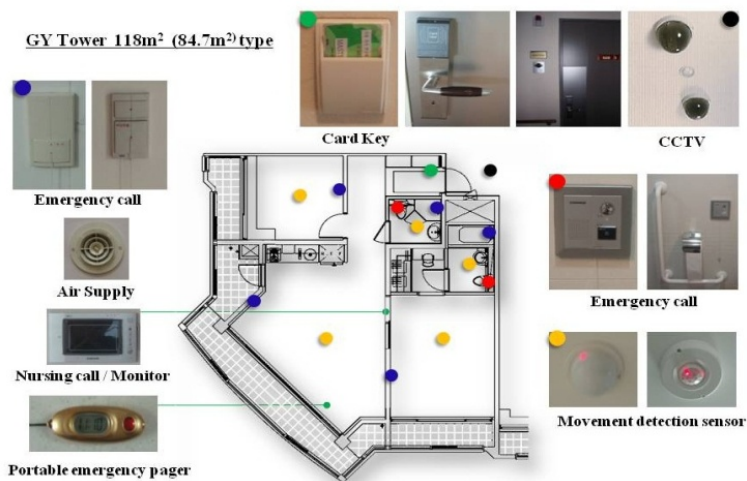 GY Tower 118m² (84.7m²) type
Card Key
CCTV
Emergency call
Air Supply
Nursing call / Monitor
Portable emergency pager
Emergency call
Movement detection sensor